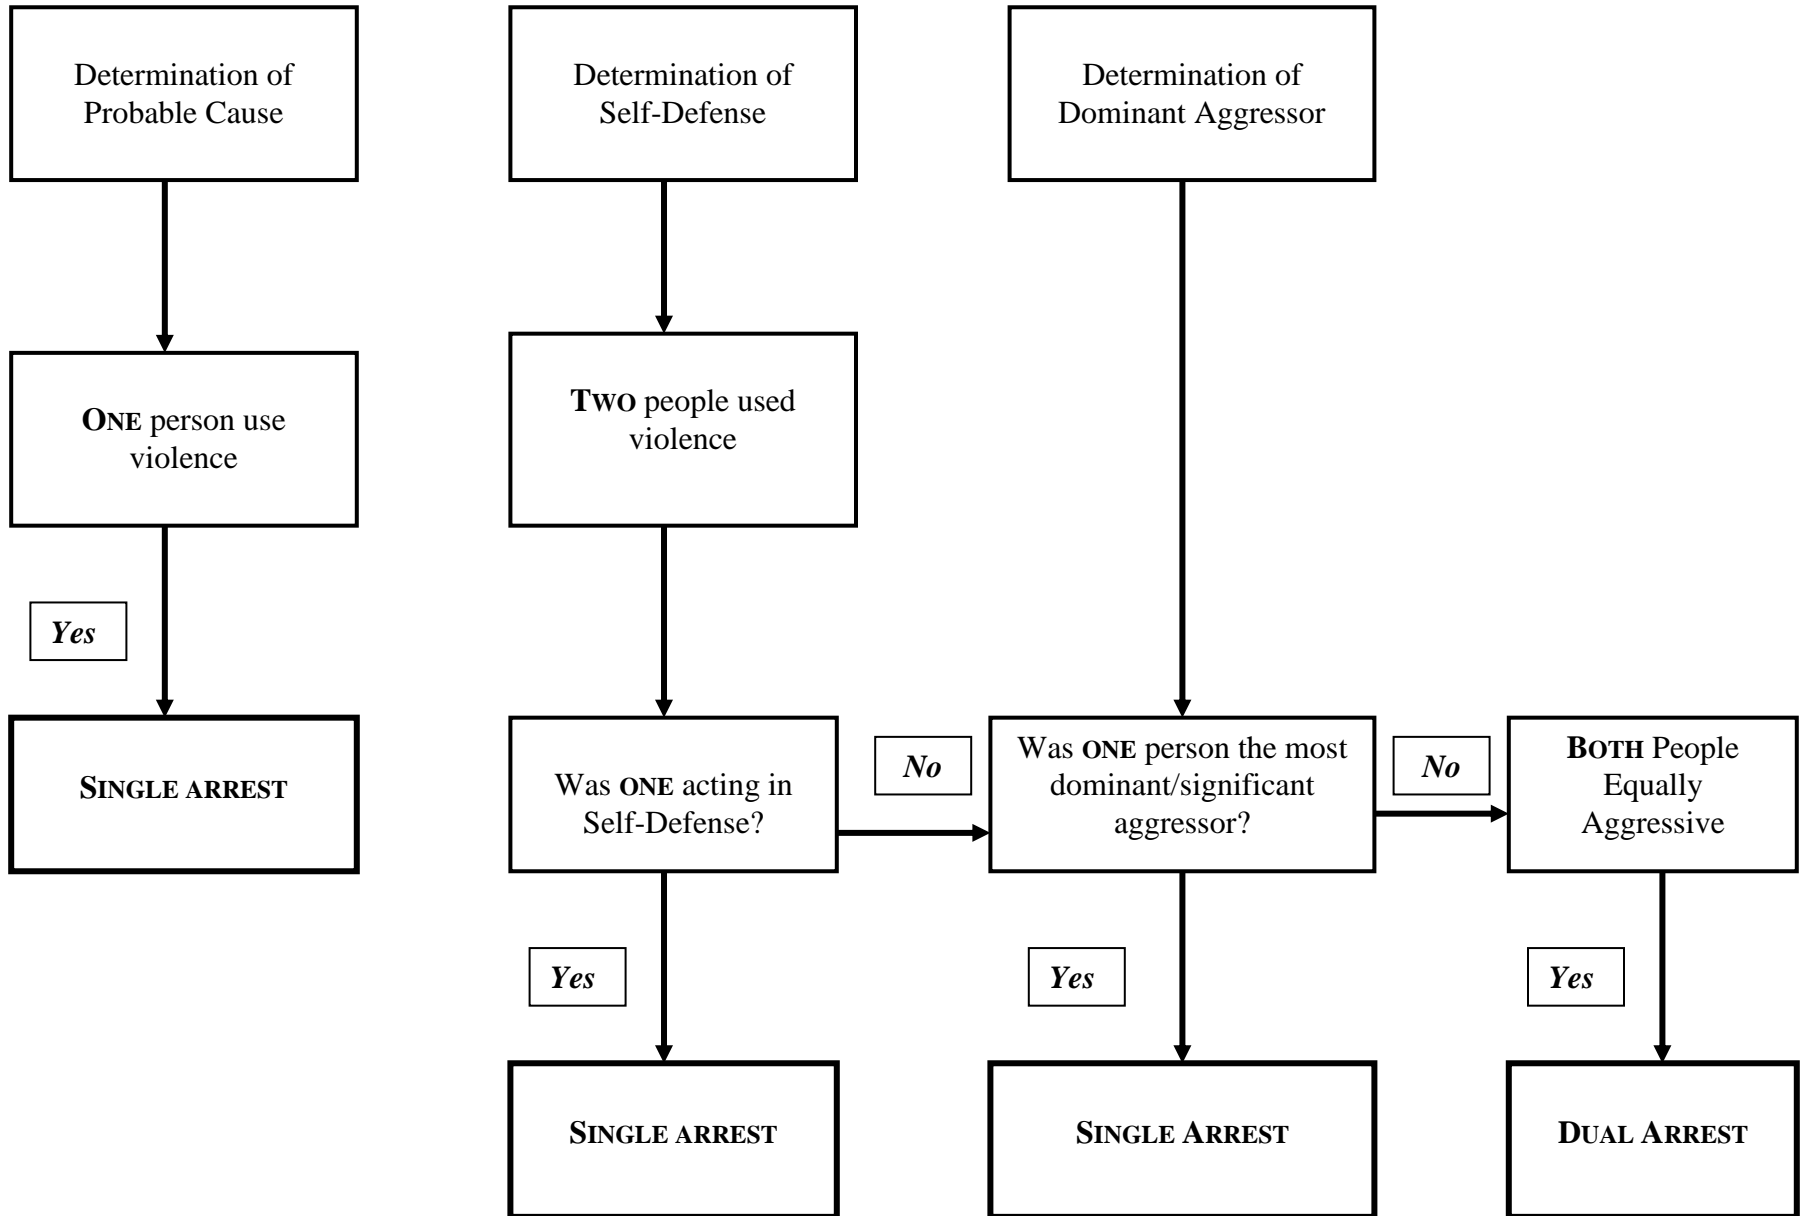 Determination of
Probable Cause
Determination of
Self-Defense
Determination of
Dominant Aggressor
ONE person use
violence
TWO people used
violence
Yes
SINGLE ARREST
Was ONE acting in
Self-Defense?
No
Was ONE person the most
dominant/significant
aggressor?
No
BOTH People
Equally
Aggressive
Yes
Yes
Yes
SINGLE ARREST
SINGLE ARREST
DUAL ARREST